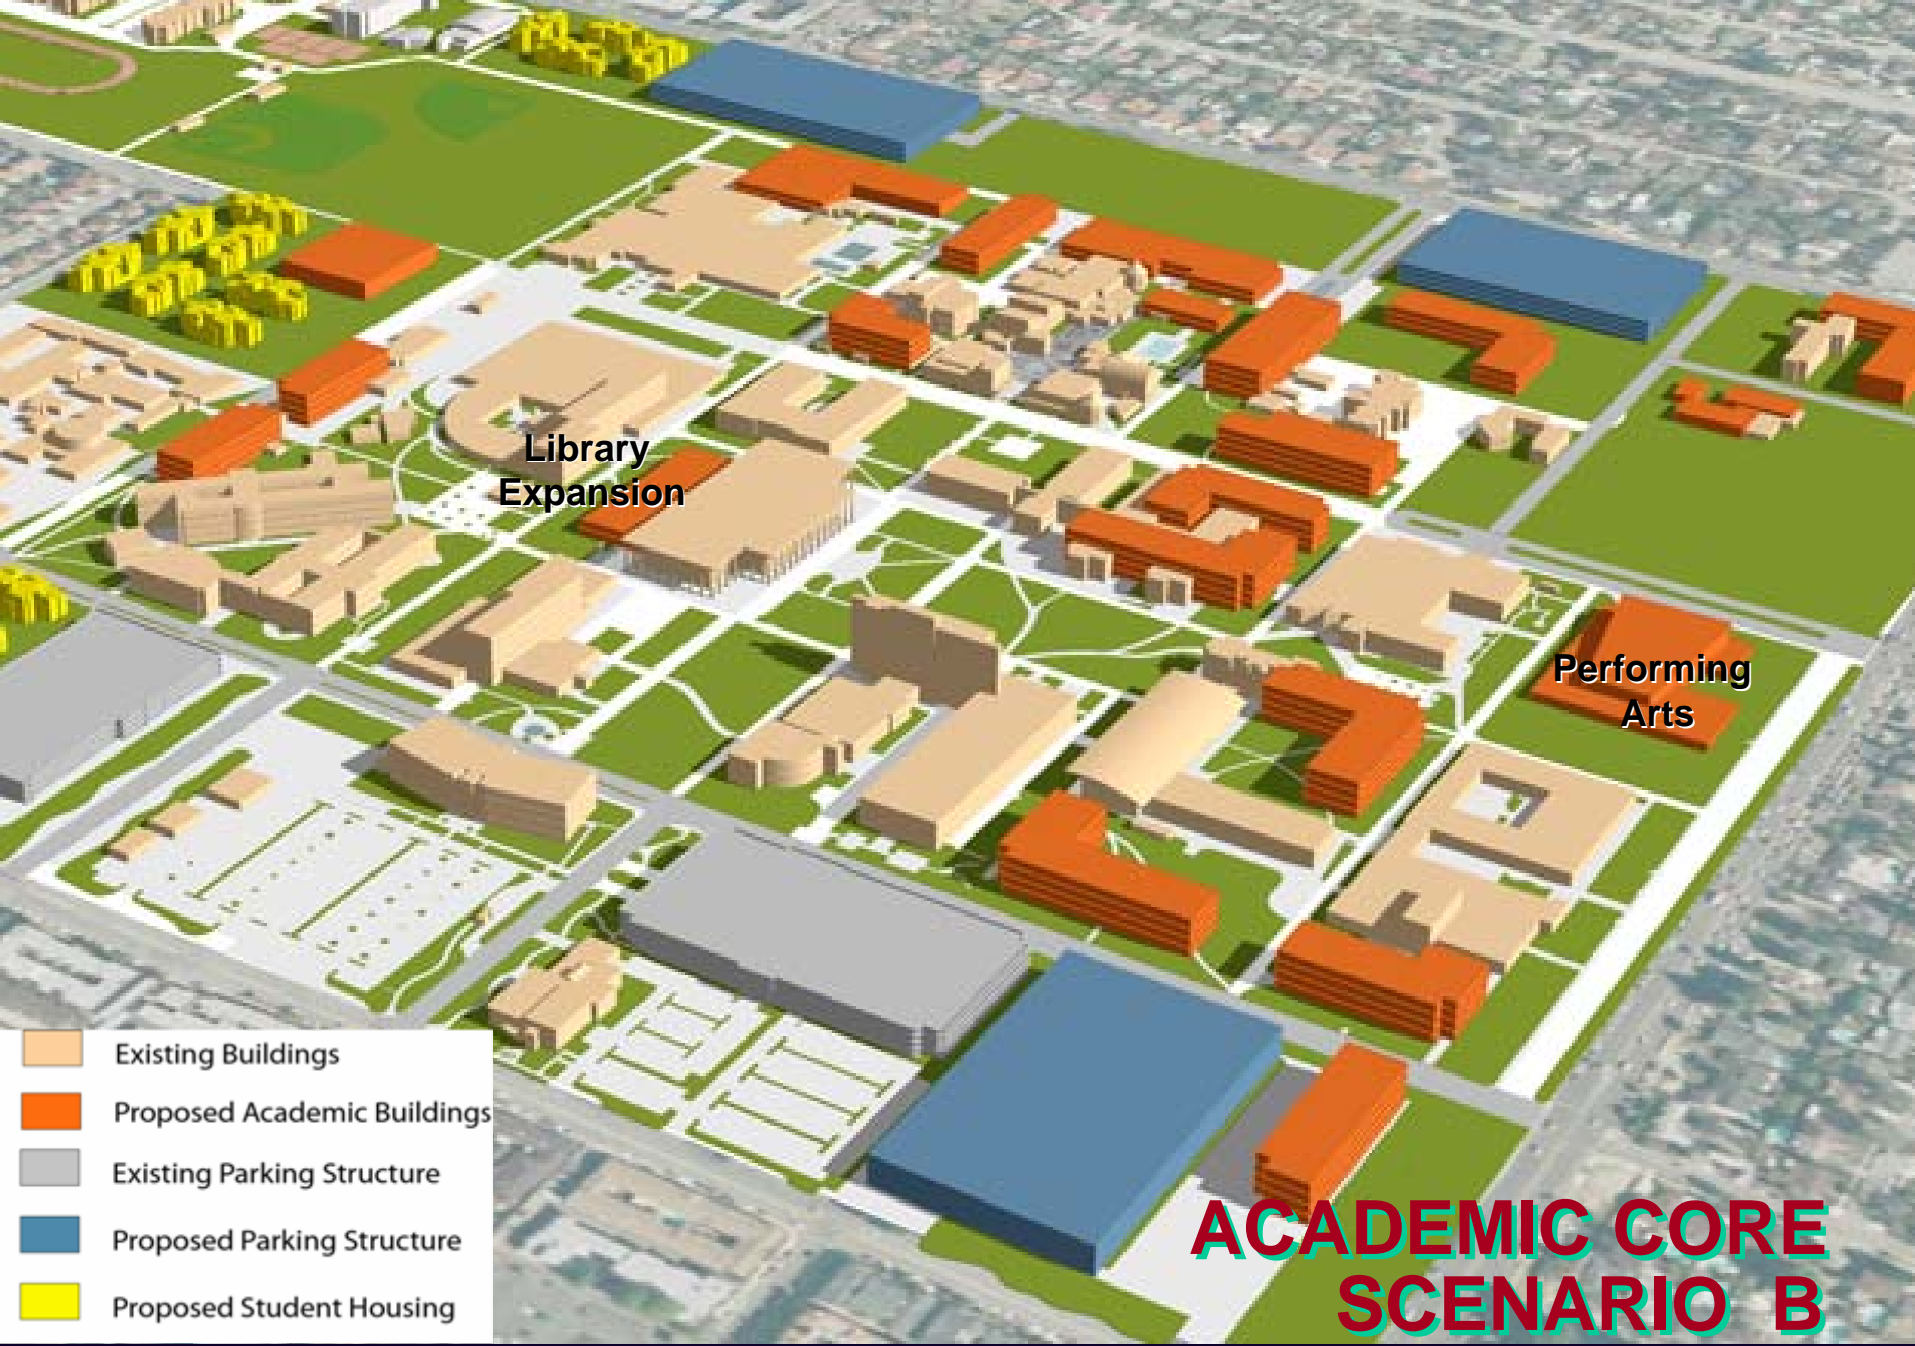 Library
Expansion
Performing
Arts
Existing Buildings
Proposed Academic Buildings
Existing Parking Structure
Proposed Parking Structure
Proposed Student Housing
ACADEMIC CORE
SCENARIO B